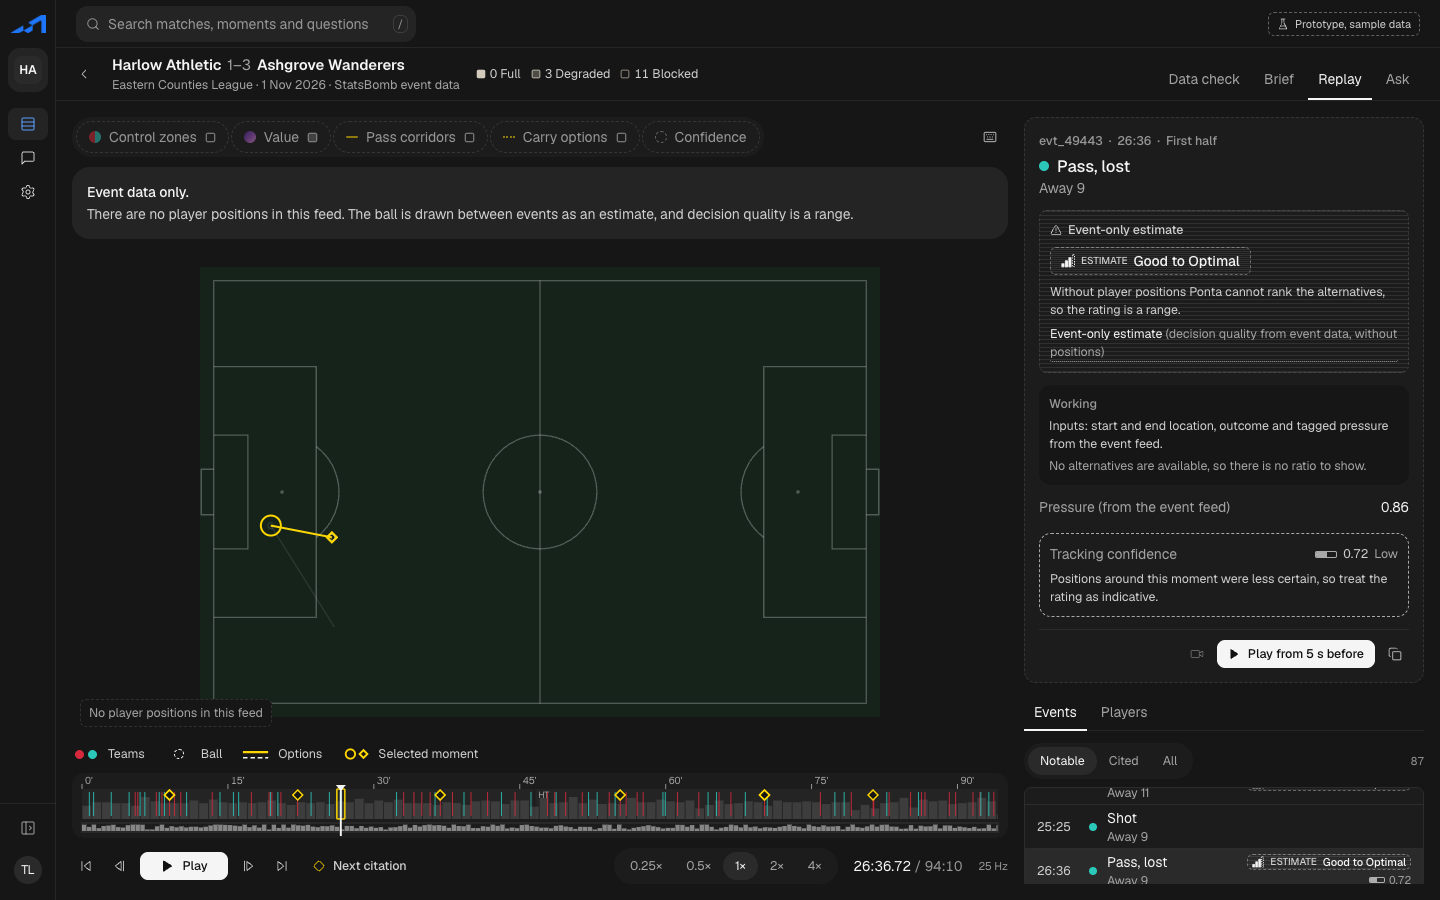 Search matches, moments and questions
/
Prototype, sample data
HA
Harlow Athletic 1–3 Ashgrove Wanderers
Eastern Counties League · 1 Nov 2026 · StatsBomb event data
0 Full
3 Degraded
11 Blocked
Data check
Brief
Replay
Ask
Control zones
Value
Pass corridors
Carry options
Confidence
Event data only.
There are no player positions in this feed. The ball is drawn between events as an estimate, and decision quality is a range.
No player positions in this feed
Teams
Ball
Options
Selected moment
0'
15'
30'
45'
60'
75'
90'
HT
Play
Next citation
0.25×
0.5×
1×
2×
4×
26:36.72 / 94:10
25 Hz
TL
evt_49443 · 26:36 · First half
Pass, lost
Away 9
Event-only estimate
ESTIMATE Good to Optimal
Without player positions Ponta cannot rank the alternatives,
so the rating is a range.
Event-only estimate (decision quality from event data, without
positions)
Working
Inputs: start and end location, outcome and tagged pressure
from the event feed.
No alternatives are available, so there is no ratio to show.
Pressure (from the event feed)
0.86
Tracking confidence
0.72 Low
Positions around this moment were less certain, so treat the
rating as indicative.
Play from 5 s before
Events
Players
Notable
Cited
All
87
Away 11
25:25
Shot
Away 9
26:36
Pass, lost
ESTIMATE Good to Optimal
Away 9
0.72